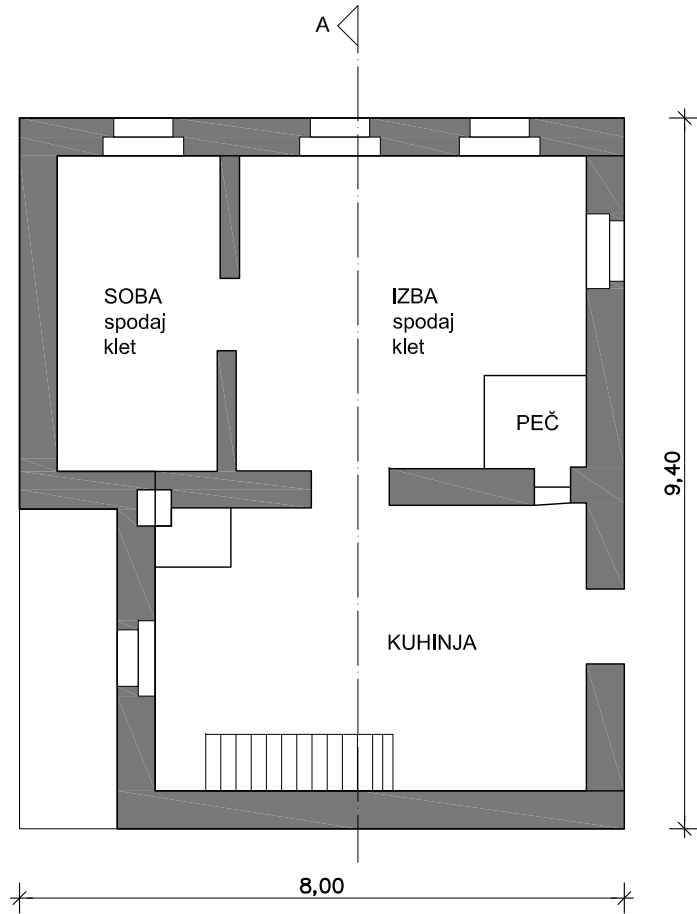 A
SOBA
spodaj
klet
IZBA
spodaj
klet
PEČ
9,40
KUHINJA
8,00